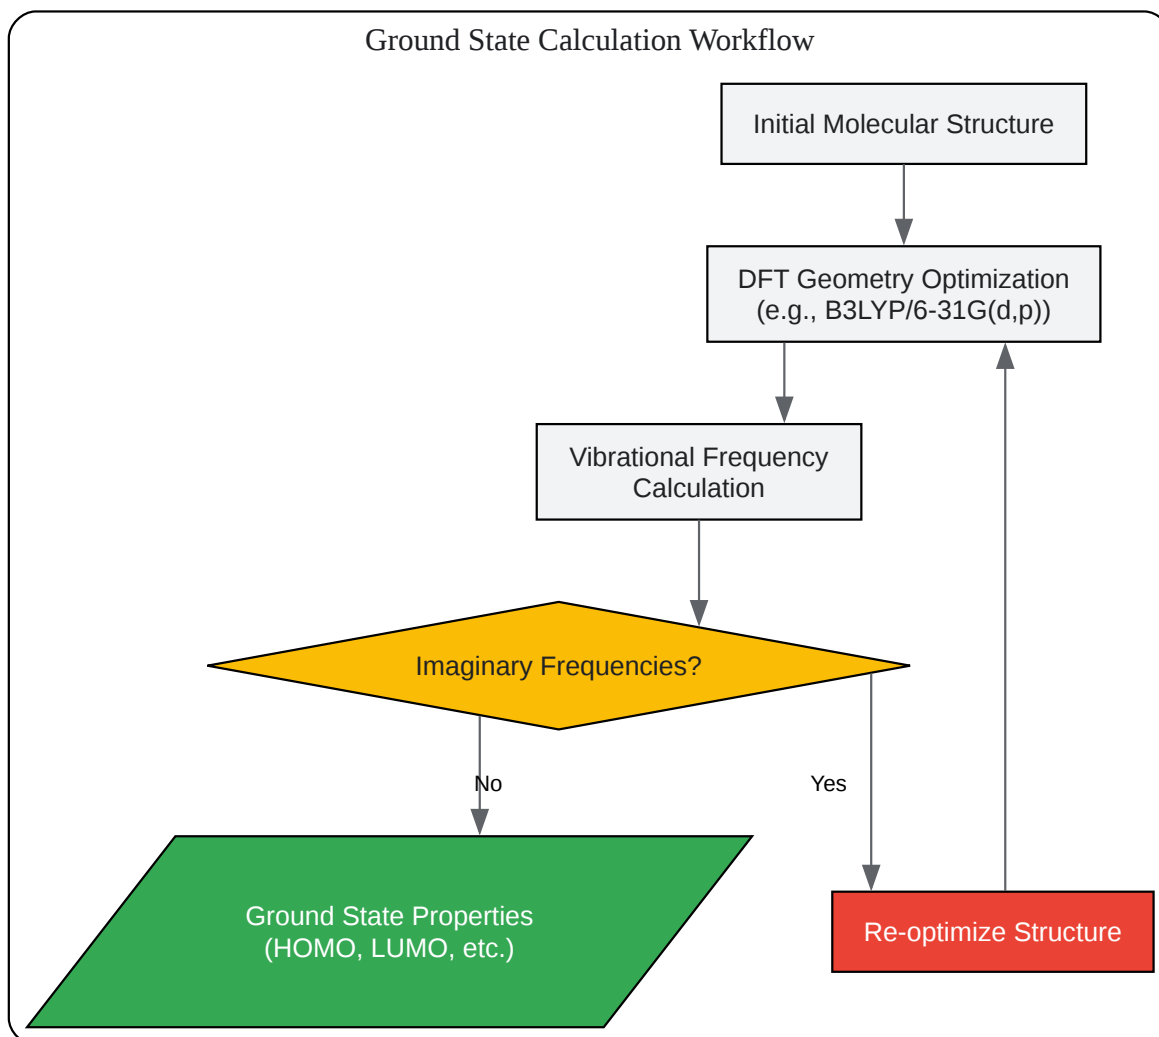 Ground State Calculation Workflow
Initial Molecular Structure
DFT Geometry Optimization
(e.g., B3LYP/6-31G(d,p))
Vibrational Frequency
Calculation
Imaginary Frequencies?
No
Yes
Ground State Properties
(HOMO, LUMO, etc.)
Re-optimize Structure